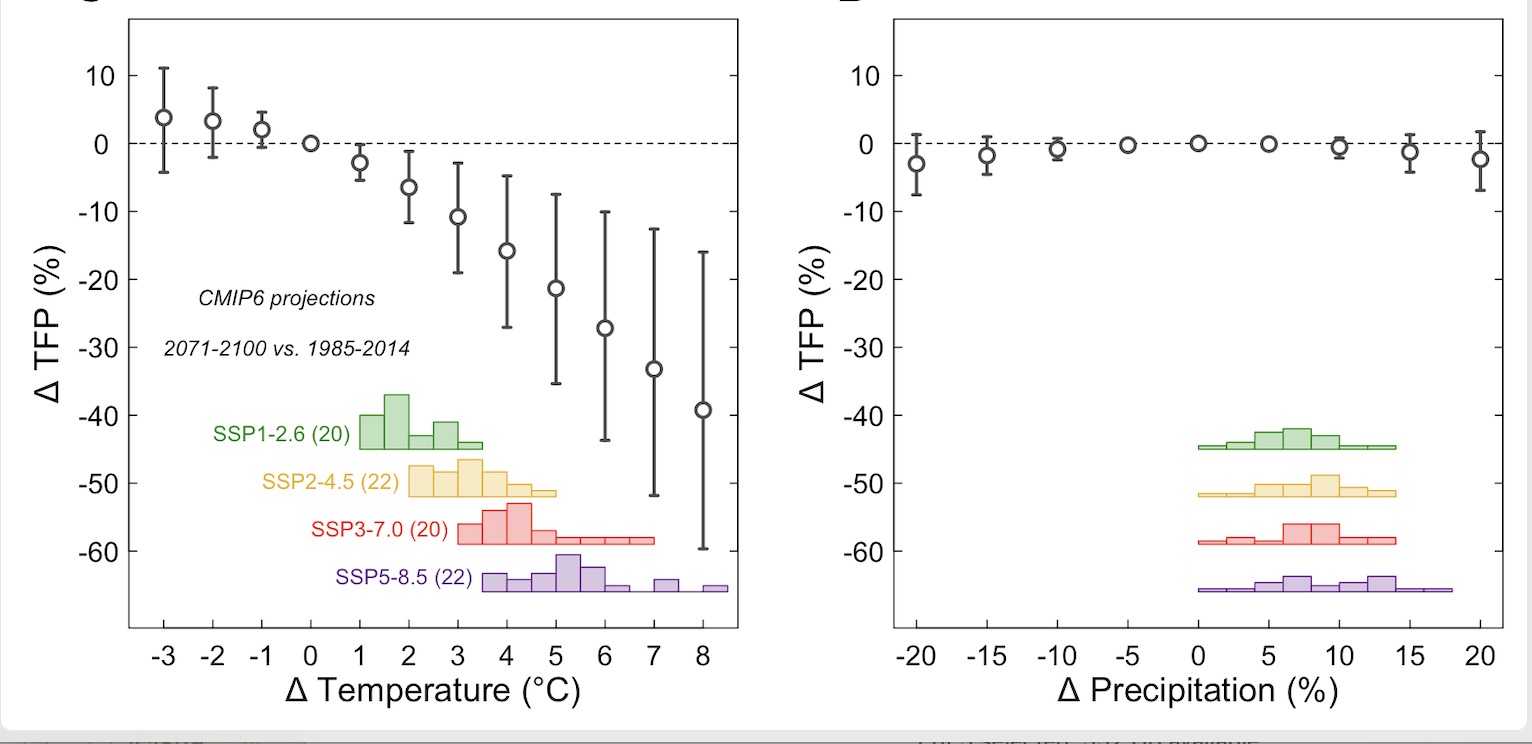 10
0
-10
-20
-30
-40
-50
-60
Δ TFP (%)
CMIP6 projections
2071-2100 vs. 1985-2014
SSP1-2.6 (20)
SSP2-4.5 (22)
SSP3-7.0 (20)
SSP5-8.5 (22)
-3 -2 -1 0 1 2 3 4 5 6 7 8
Δ Temperature (°C)
10
0
-10
-20
-30
-40
-50
-60
Δ TFP (%)
-20 -15 -10 -5 0 5 10 15 20
Δ Precipitation (%)